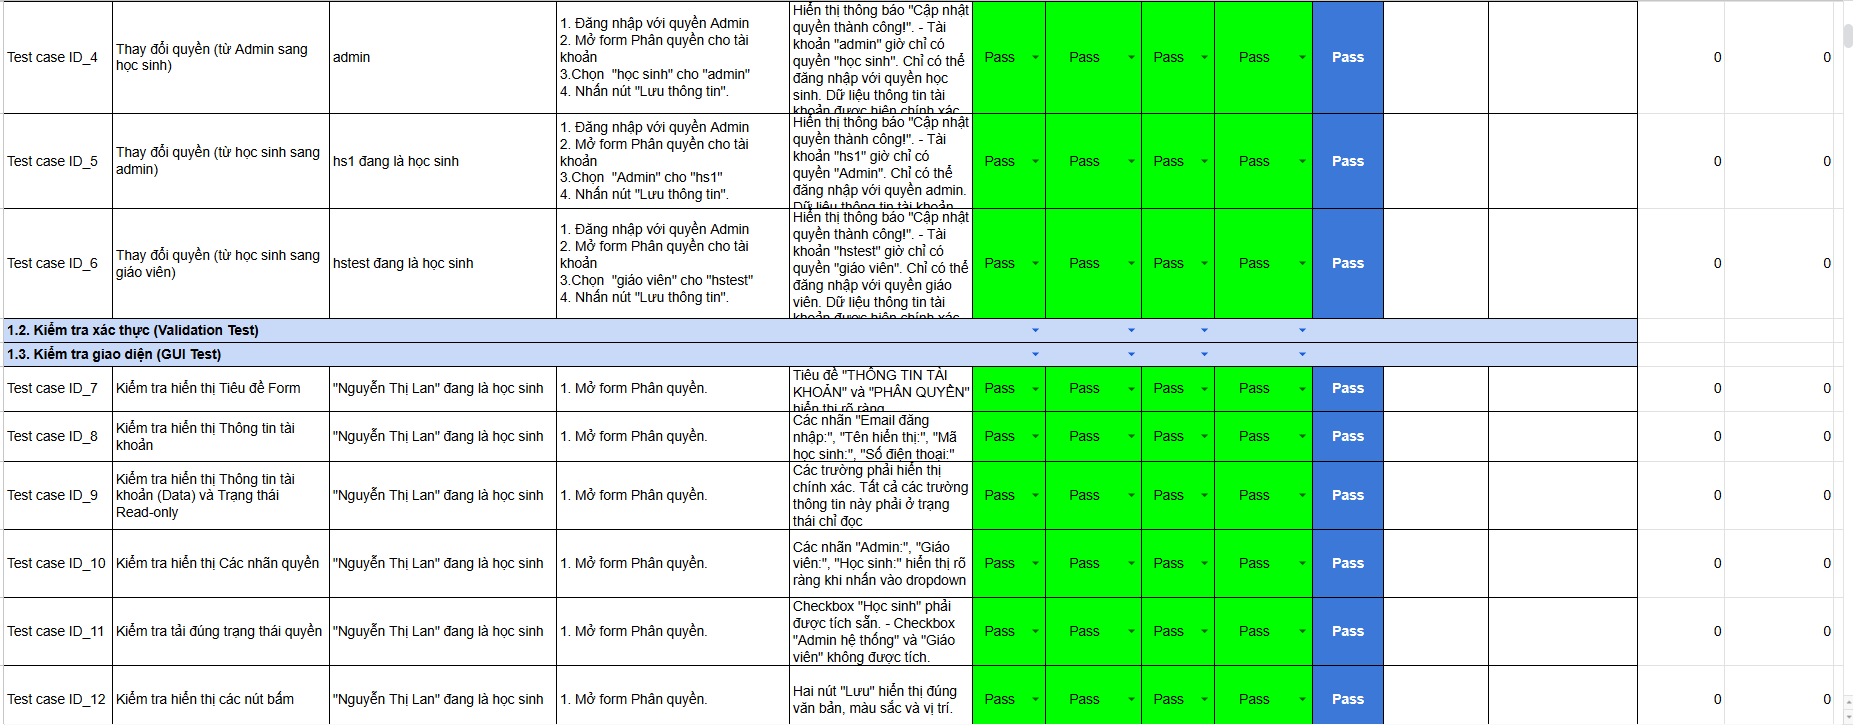 Test case ID_4
Thay đổi quyền (từ Admin sang
học sinh)
admin
1. Đăng nhập với quyền Admin
2. Mở form Phân quyền cho tài
khoản
3.Chọn "học sinh" cho "admin"
4. Nhấn nút "Lưu thông tin".
Hiển thị thông báo "Cập nhật
quyền thành công!". - Tài
khoản "admin" giờ chỉ có
quyền "học sinh". Chỉ có thể
đăng nhập với quyền học
sinh. Dữ liệu thông tin tài
khoản được hiện chính xác
Pass
Pass
Pass
Pass
Pass
0
0
Test case ID_5
Thay đổi quyền (từ học sinh sang
admin)
hs1 đang là học sinh
1. Đăng nhập với quyền Admin
2. Mở form Phân quyền cho tài
khoản
3.Chọn "Admin" cho "hs1"
4. Nhấn nút "Lưu thông tin".
Hiển thị thông báo "Cập nhật
quyền thành công!". - Tài
khoản "hs1" giờ chỉ có
quyền "Admin". Chỉ có thể
đăng nhập với quyền admin.
Dữ liệu thông tin tài khoản
Pass
Pass
Pass
Pass
Pass
0
0
Test case ID_6
Thay đổi quyền (từ học sinh sang
giáo viên)
hstest đang là học sinh
1. Đăng nhập với quyền Admin
2. Mở form Phân quyền cho tài
khoản
3.Chọn "giáo viên" cho "hstest"
4. Nhấn nút "Lưu thông tin".
Hiển thị thông báo "Cập nhật
quyền thành công!". - Tài
khoản "hstest" giờ chỉ có
quyền "giáo viên". Chỉ có thể
đăng nhập với quyền giáo
viên. Dữ liệu thông tin tài
khoản được hiện chính xác
Pass
Pass
Pass
Pass
Pass
0
0
1.2. Kiểm tra xác thực (Validation Test)
1.3. Kiểm tra giao diện (GUI Test)
Test case ID_7
Kiểm tra hiển thị Tiêu đề Form
"Nguyễn Thị Lan" đang là học sinh
1. Mở form Phân quyền.
Tiêu đề "THÔNG TIN TÀI
KHOẢN" và "PHÂN QUYỀN"
hiển thị rõ ràng
Pass
Pass
Pass
Pass
Pass
0
0
Test case ID_8
Kiểm tra hiển thị Thông tin tài
khoản
"Nguyễn Thị Lan" đang là học sinh
1. Mở form Phân quyền.
Các nhãn "Email đăng
nhập:", "Tên hiển thị:", "Mã
học sinh:", "Số điện thoại:"
Pass
Pass
Pass
Pass
Pass
0
0
Test case ID_9
Kiểm tra hiển thị Thông tin tài
khoản (Data) và Trạng thái
Read-only
"Nguyễn Thị Lan" đang là học sinh
1. Mở form Phân quyền.
Các trường phải hiển thị
chính xác. Tất cả các trường
thông tin này phải ở trạng
thái chỉ đọc
Pass
Pass
Pass
Pass
Pass
0
0
Test case ID_10
Kiểm tra hiển thị Các nhãn quyền
"Nguyễn Thị Lan" đang là học sinh
1. Mở form Phân quyền.
Các nhãn "Admin:", "Giáo
viên:", "Học sinh:" hiển thị rõ
ràng khi nhấn vào dropdown
Pass
Pass
Pass
Pass
Pass
0
0
Test case ID_11
Kiểm tra tải đúng trạng thái quyền
"Nguyễn Thị Lan" đang là học sinh
1. Mở form Phân quyền.
Checkbox "Học sinh" phải
được tích sẵn. - Checkbox
"Admin hệ thống" và "Giáo
viên" không được tích.
Pass
Pass
Pass
Pass
Pass
0
0
Test case ID_12
Kiểm tra hiển thị các nút bấm
"Nguyễn Thị Lan" đang là học sinh
1. Mở form Phân quyền.
Hai nút "Lưu" hiển thị đúng
văn bản, màu sắc và vị trí.
Pass
Pass
Pass
Pass
Pass
0
0